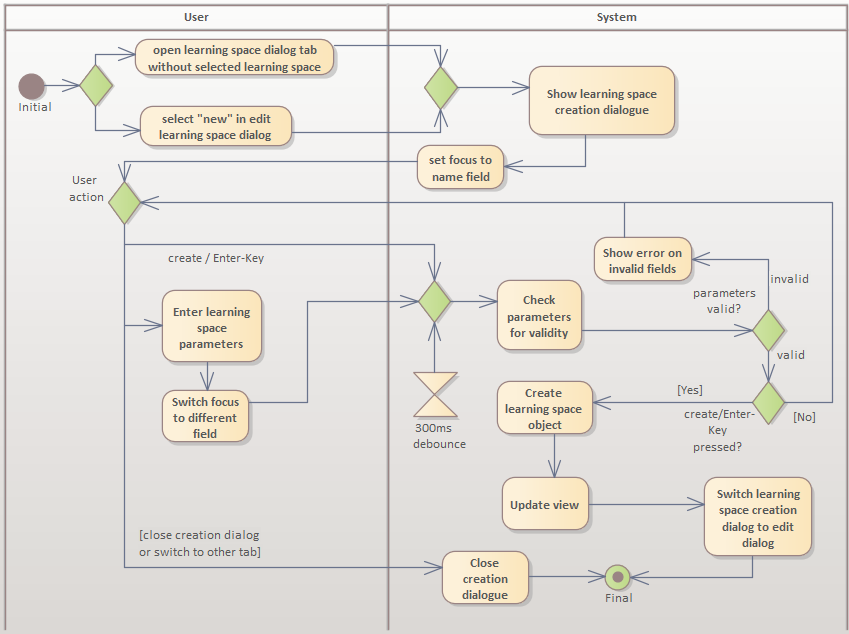 User
System
open learning space dialog tab
without selected learning space
Initial
select "new" in edit
learning space dialog
Show learning space
creation dialogue
set focus to
name field
User
action
create / Enter-Key
Show error on
invalid fields
invalid
parameters
valid?
valid
Enter learning
space
parameters
Check
parameters
for validity
Switch focus
to different
field
300ms
debounce
Create
learning space
object
[Yes]
create/Enter-
Key
pressed?
[No]
Update view
Switch learning
space creation
dialog to edit
dialog
[close creation dialog
or switch to other tab]
Close
creation
dialogue
Final